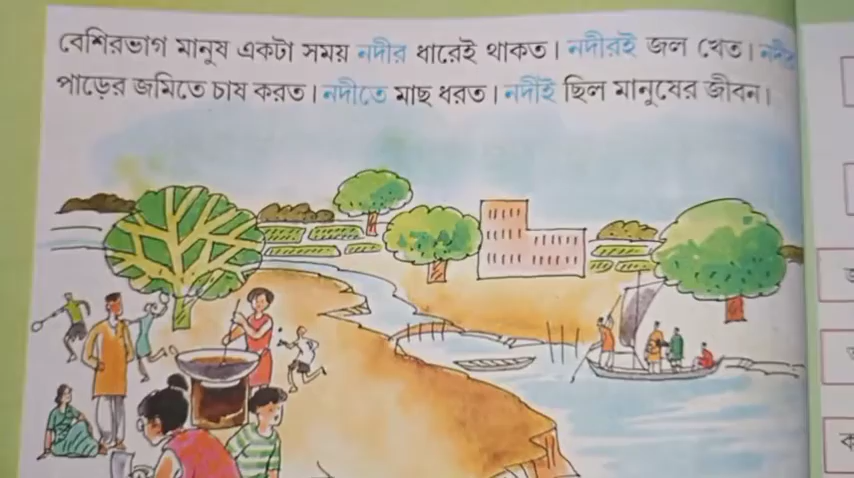 বেশিরভাগ মানুষ একটা সময় নদীর ধারেই থাকত। নদীরই জল খেত।
পাড়ের জমিতে চাষ করত। নদীতে মাছ ধরত। নদীই ছিল মানুষের জীবন।